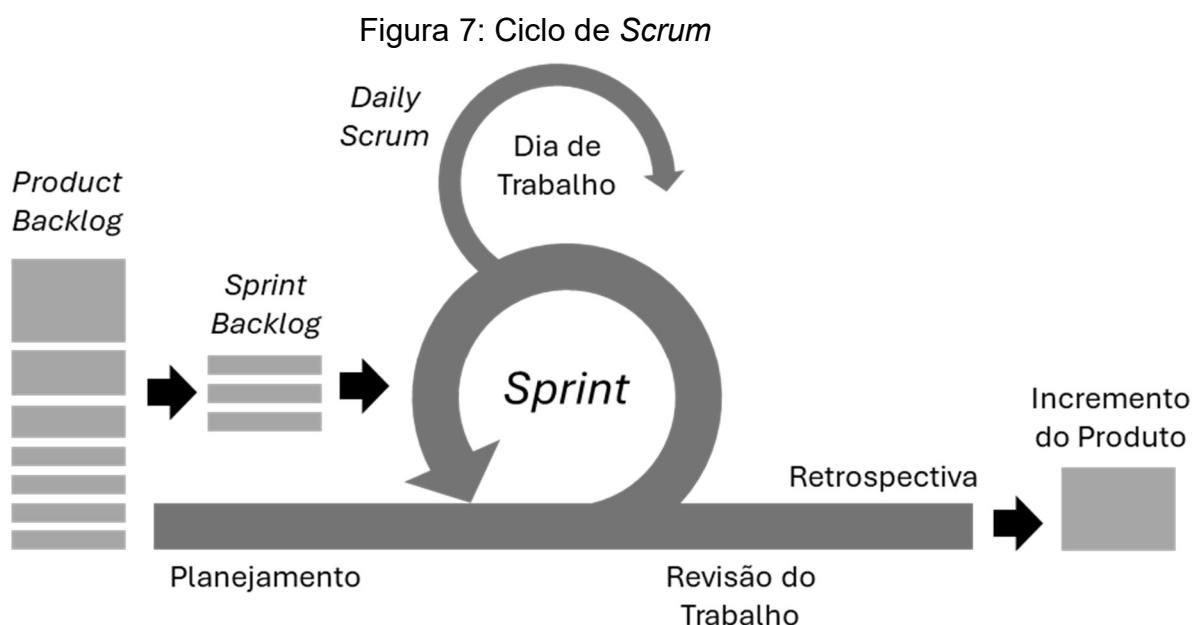 Figura 7: Ciclo de Scrum
Daily
Scrum
Dia de
Trabalho
Product
Backlog
Sprint
Backlog
Sprint
Incremento
do Produto
Retrospectiva
Planejamento
Revisão do
Trabalho